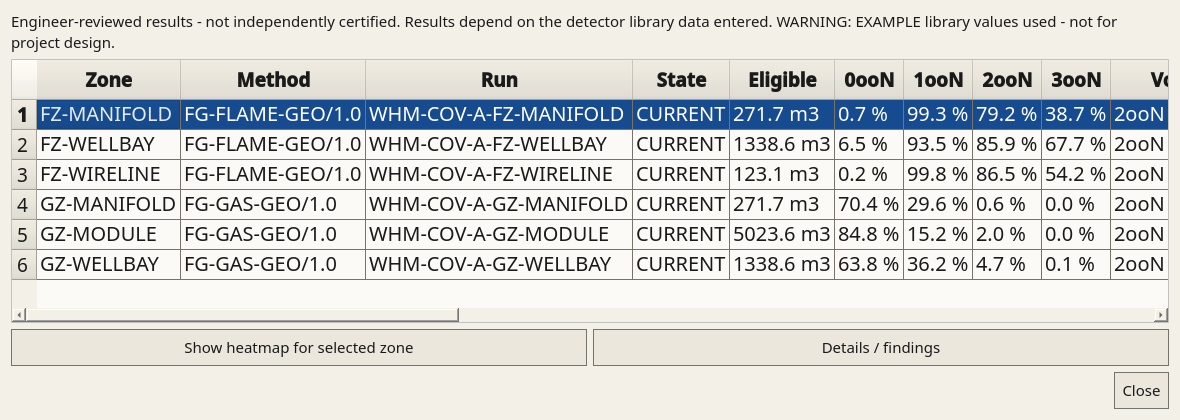 Engineer-reviewed results - not independently certified. Results depend on the detector library data entered. WARNING: EXAMPLE library values used - not for
project design.
Zone Method Run State Eligible 0ooN 1ooN 2ooN 3ooN
1 FZ-MANIFOLD FG-FLAME-GEO/1.0 WHM-COV-A-FZ-MANIFOLD CURRENT 271.7 m3 0.7 % 99.3 % 79.2 % 38.7 % 2ooN
2 FZ-WELLBAY FG-FLAME-GEO/1.0 WHM-COV-A-FZ-WELLBAY CURRENT 1338.6 m3 6.5 % 93.5 % 85.9 % 67.7 % 2ooN
3 FZ-WIRELINE FG-FLAME-GEO/1.0 WHM-COV-A-FZ-WIRELINE CURRENT 123.1 m3 0.2 % 99.8 % 86.5 % 54.2 % 2ooN
4 GZ-MANIFOLD FG-GAS-GEO/1.0 WHM-COV-A-GZ-MANIFOLD CURRENT 271.7 m3 70.4 % 29.6 % 0.6 % 0.0 % 2ooN
5 GZ-MODULE FG-GAS-GEO/1.0 WHM-COV-A-GZ-MODULE CURRENT 5023.6 m3 84.8 % 15.2 % 2.0 % 0.0 % 2ooN
6 GZ-WELLBAY FG-GAS-GEO/1.0 WHM-COV-A-GZ-WELLBAY CURRENT 1338.6 m3 63.8 % 36.2 % 4.7 % 0.1 % 2ooN
Show heatmap for selected zone Details / findings
Close